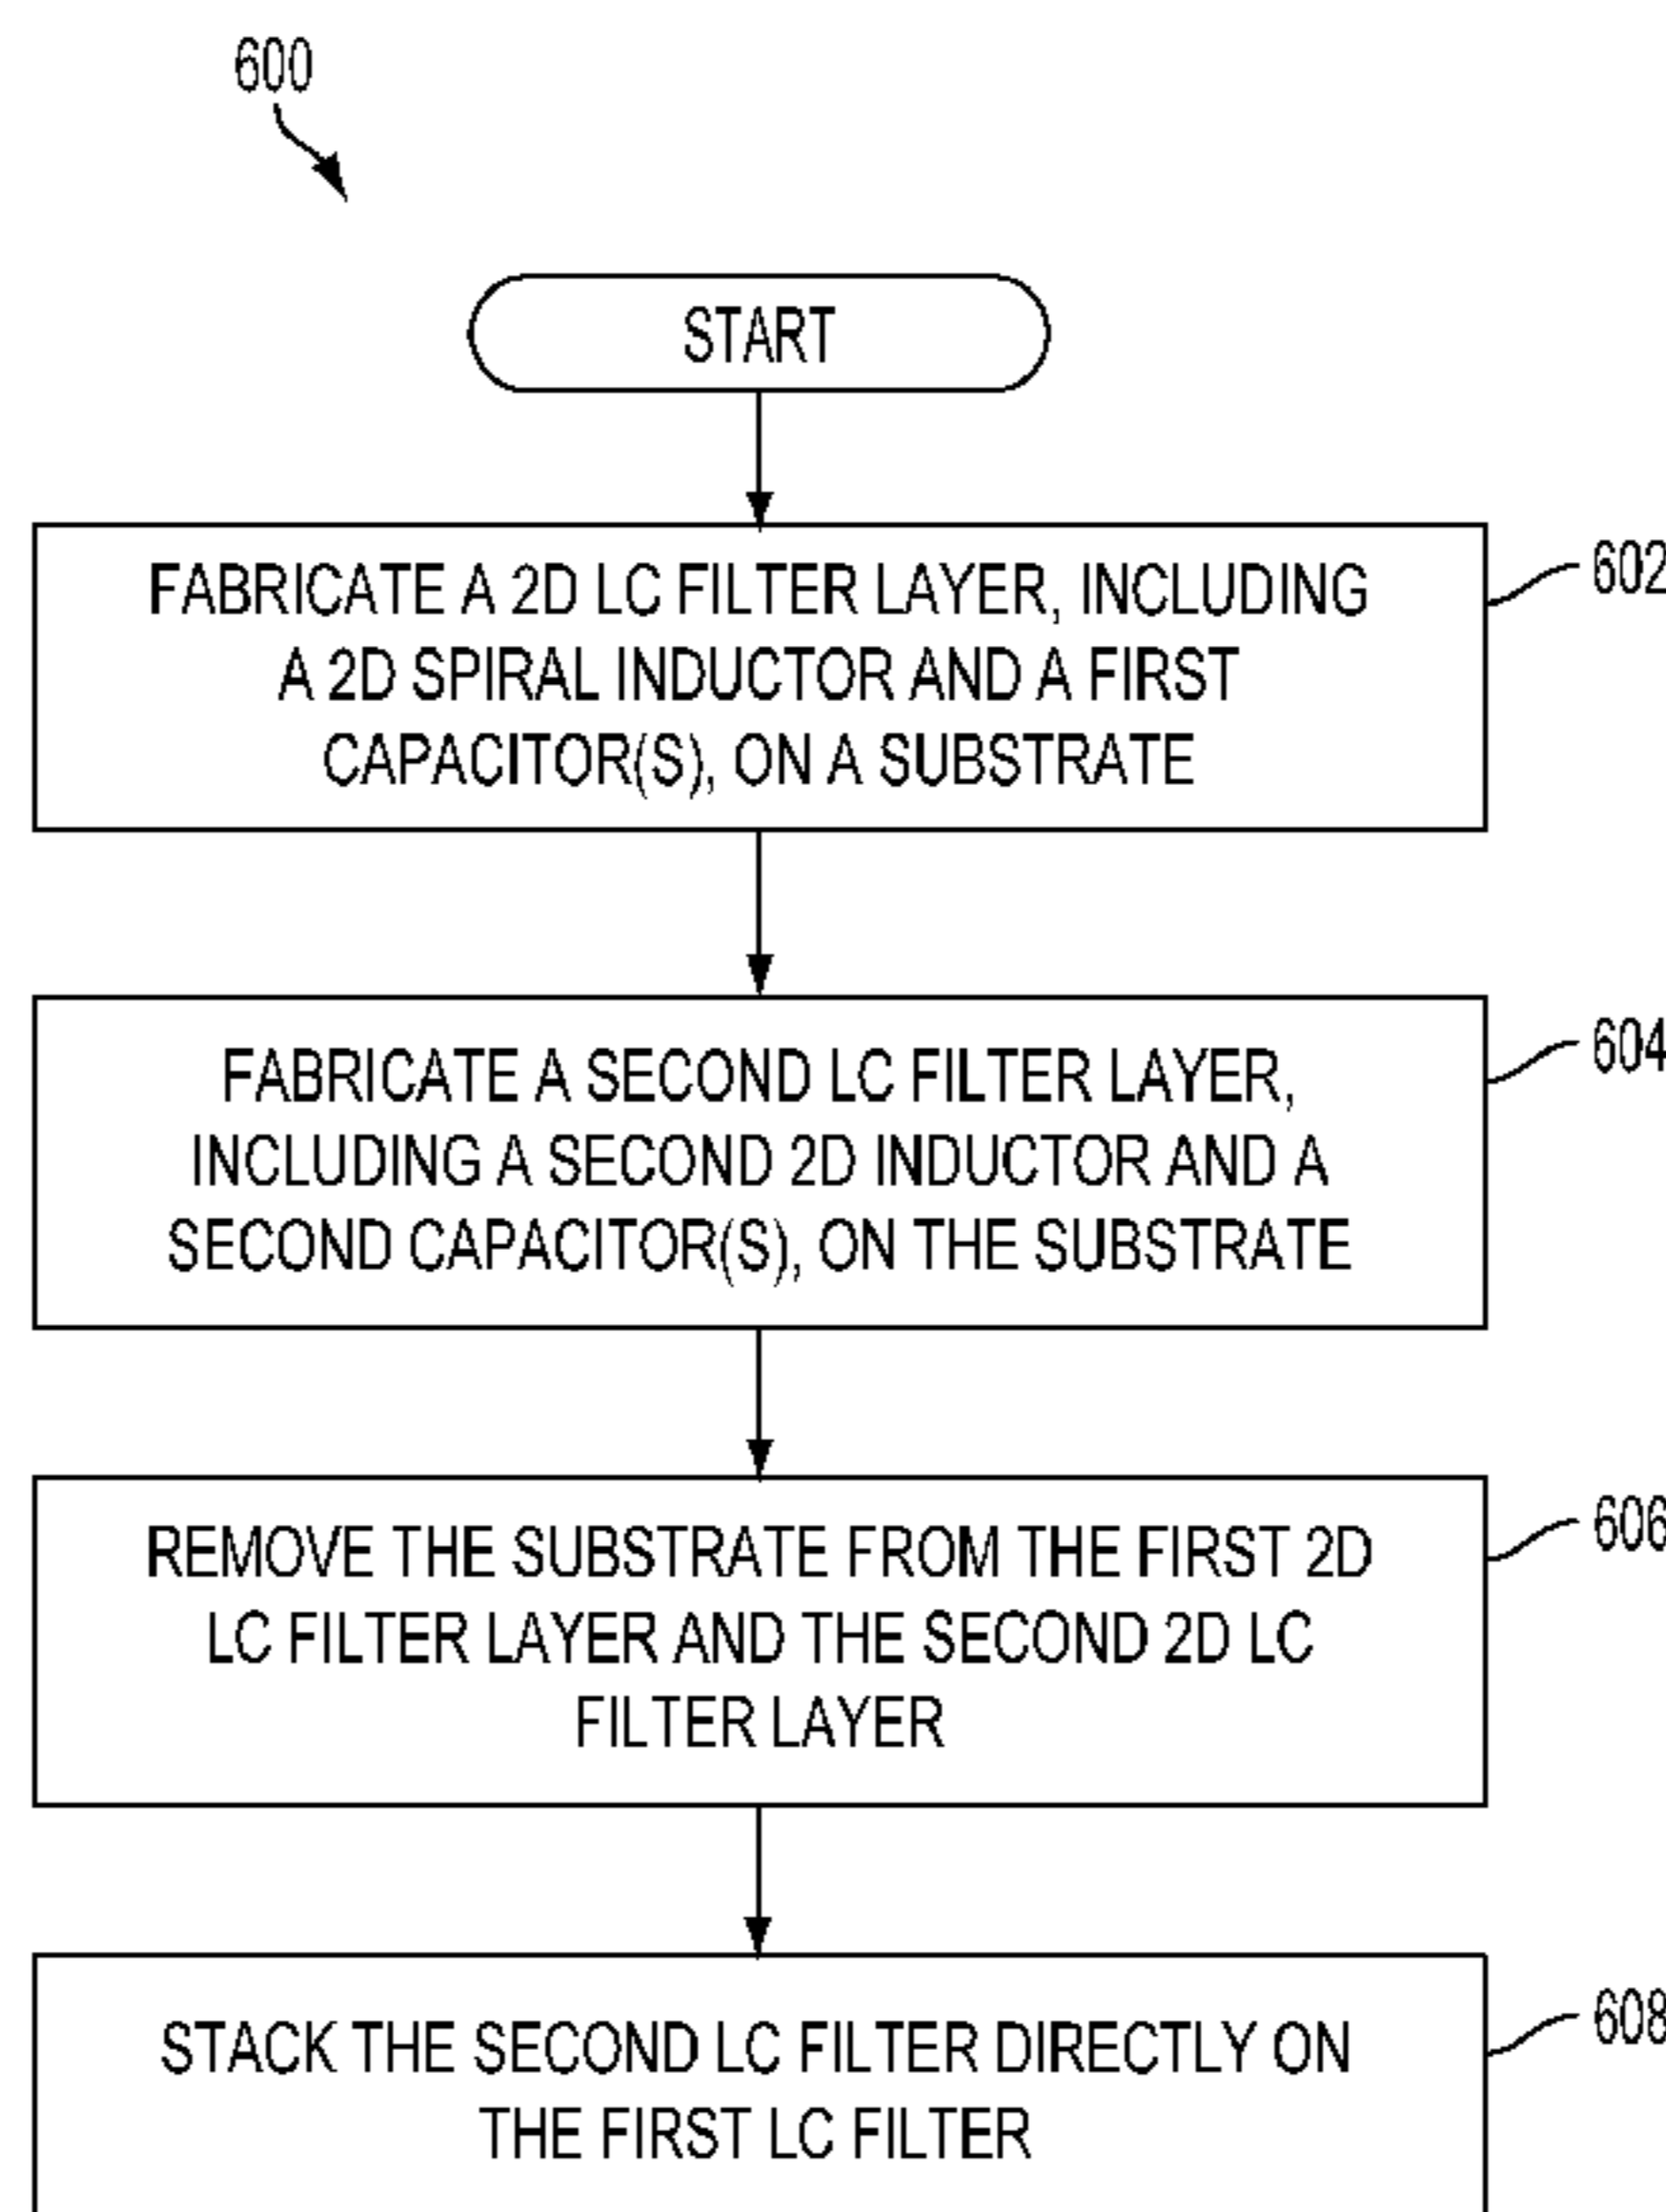 600
START
FABRICATE A 2D LC FILTER LAYER, INCLUDING
A 2D SPIRAL INDUCTOR AND A FIRST
CAPACITOR(S), ON A SUBSTRATE
602
FABRICATE A SECOND LC FILTER LAYER,
INCLUDING A SECOND 2D INDUCTOR AND A
SECOND CAPACITOR(S), ON THE SUBSTRATE
604
REMOVE THE SUBSTRATE FROM THE FIRST 2D
LC FILTER LAYER AND THE SECOND 2D LC
FILTER LAYER
606
STACK THE SECOND LC FILTER DIRECTLY ON
THE FIRST LC FILTER
608